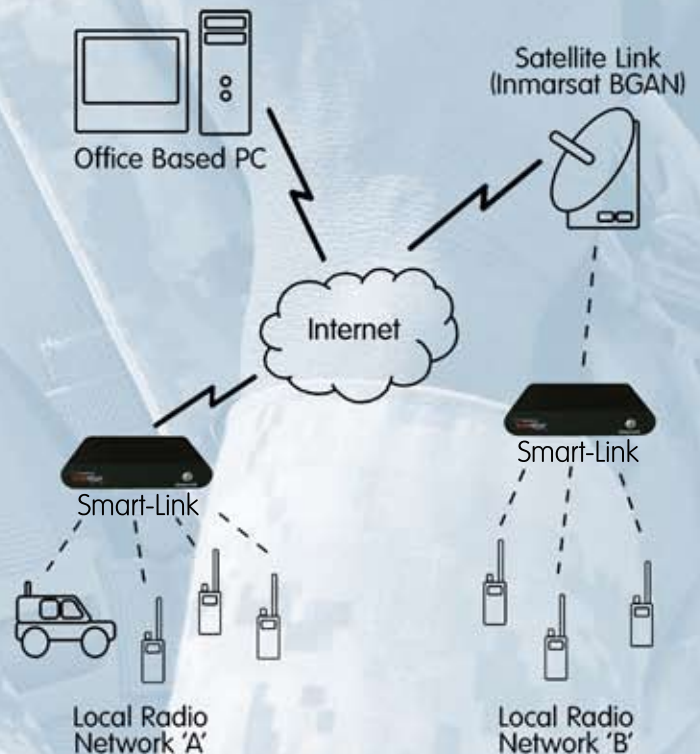 Satellite Link
(Inmarsat BGAN)
Office Based PC
Internet
Smart-Link
Smart-Link
Local Radio
Network 'A'
Local Radio
Network 'B'